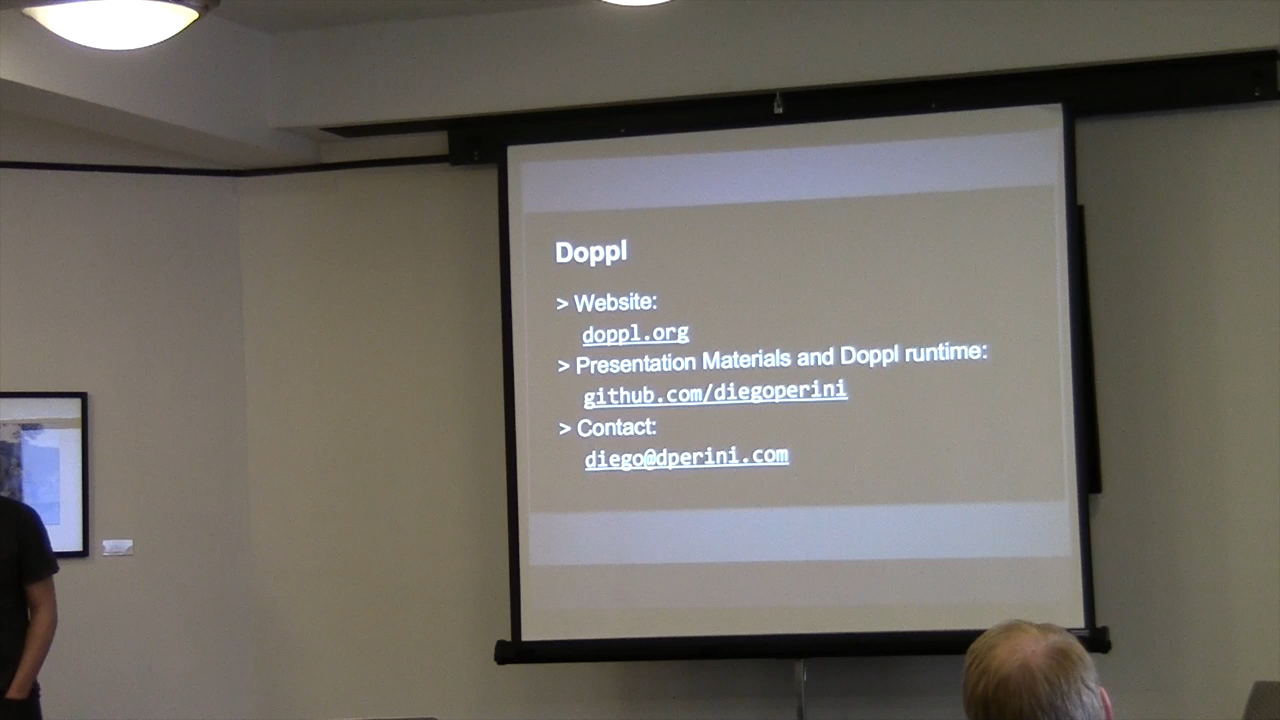 Doppl
> Website:
doppl.org
> Presentation Materials and Doppl runtime:
github.com/diegoperini
> Contact:
diego@dperini.com